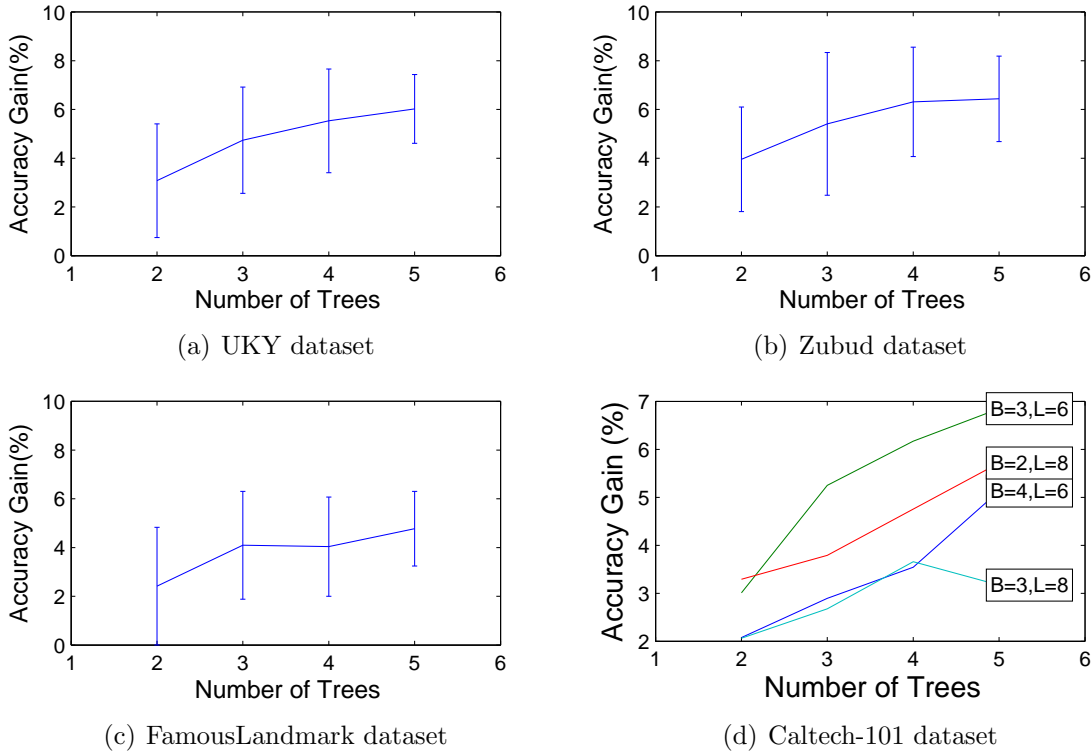 10
8
6
4
2
0
Accuracy Gain(%)
1 2 3 4 5 6
Number of Trees
(a) UKY dataset
10
8
6
4
2
0
Accuracy Gain(%)
1 2 3 4 5 6
Number of Trees
(b) Zubud dataset
10
8
6
4
2
0
Accuracy Gain(%)
1 2 3 4 5 6
Number of Trees
(c) FamousLandmark dataset
7
6
5
4
3
2
Accuracy Gain (%)
B=3,L=6
B=2,L=8
B=4,L=6
B=3,L=8
1 2 3 4 5 6
Number of Trees
(d) Caltech-101 dataset